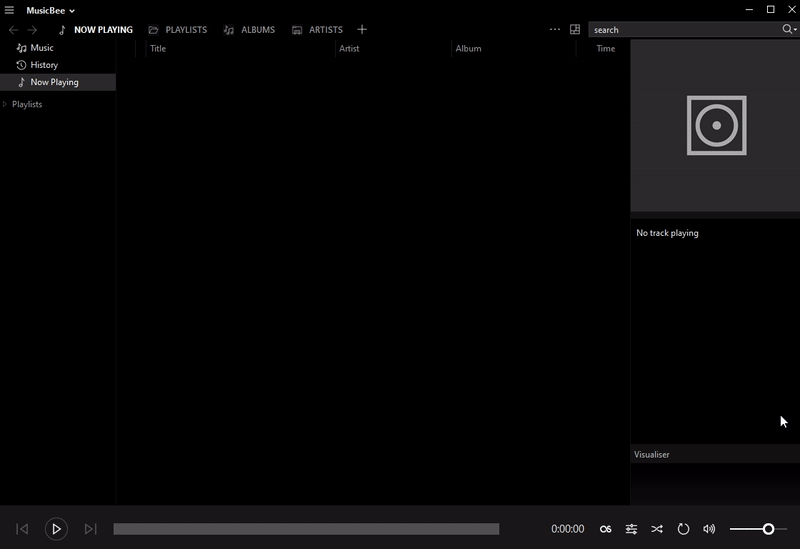 MusicBee
NOW PLAYING PLAYLISTS ALBUMS ARTISTS
search
Music
History
Now Playing
Playlists
Title Artist Album Time
No track playing
Visualiser
0:00:00